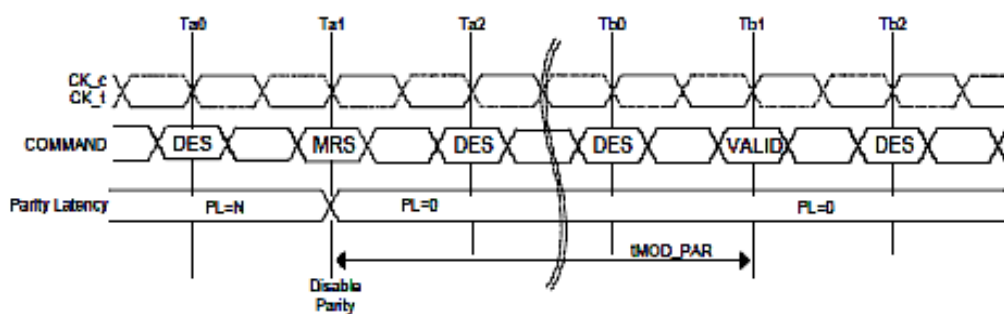 Ta0 Ta1 Ta2 Tb0 Tb1 Tb2
CK_c
CK_t
COMMAND DES MRS DES DES VALID DES
Parity Latency PL=N PL=0 PL=0
tMOD_PAR
Disable
Parity